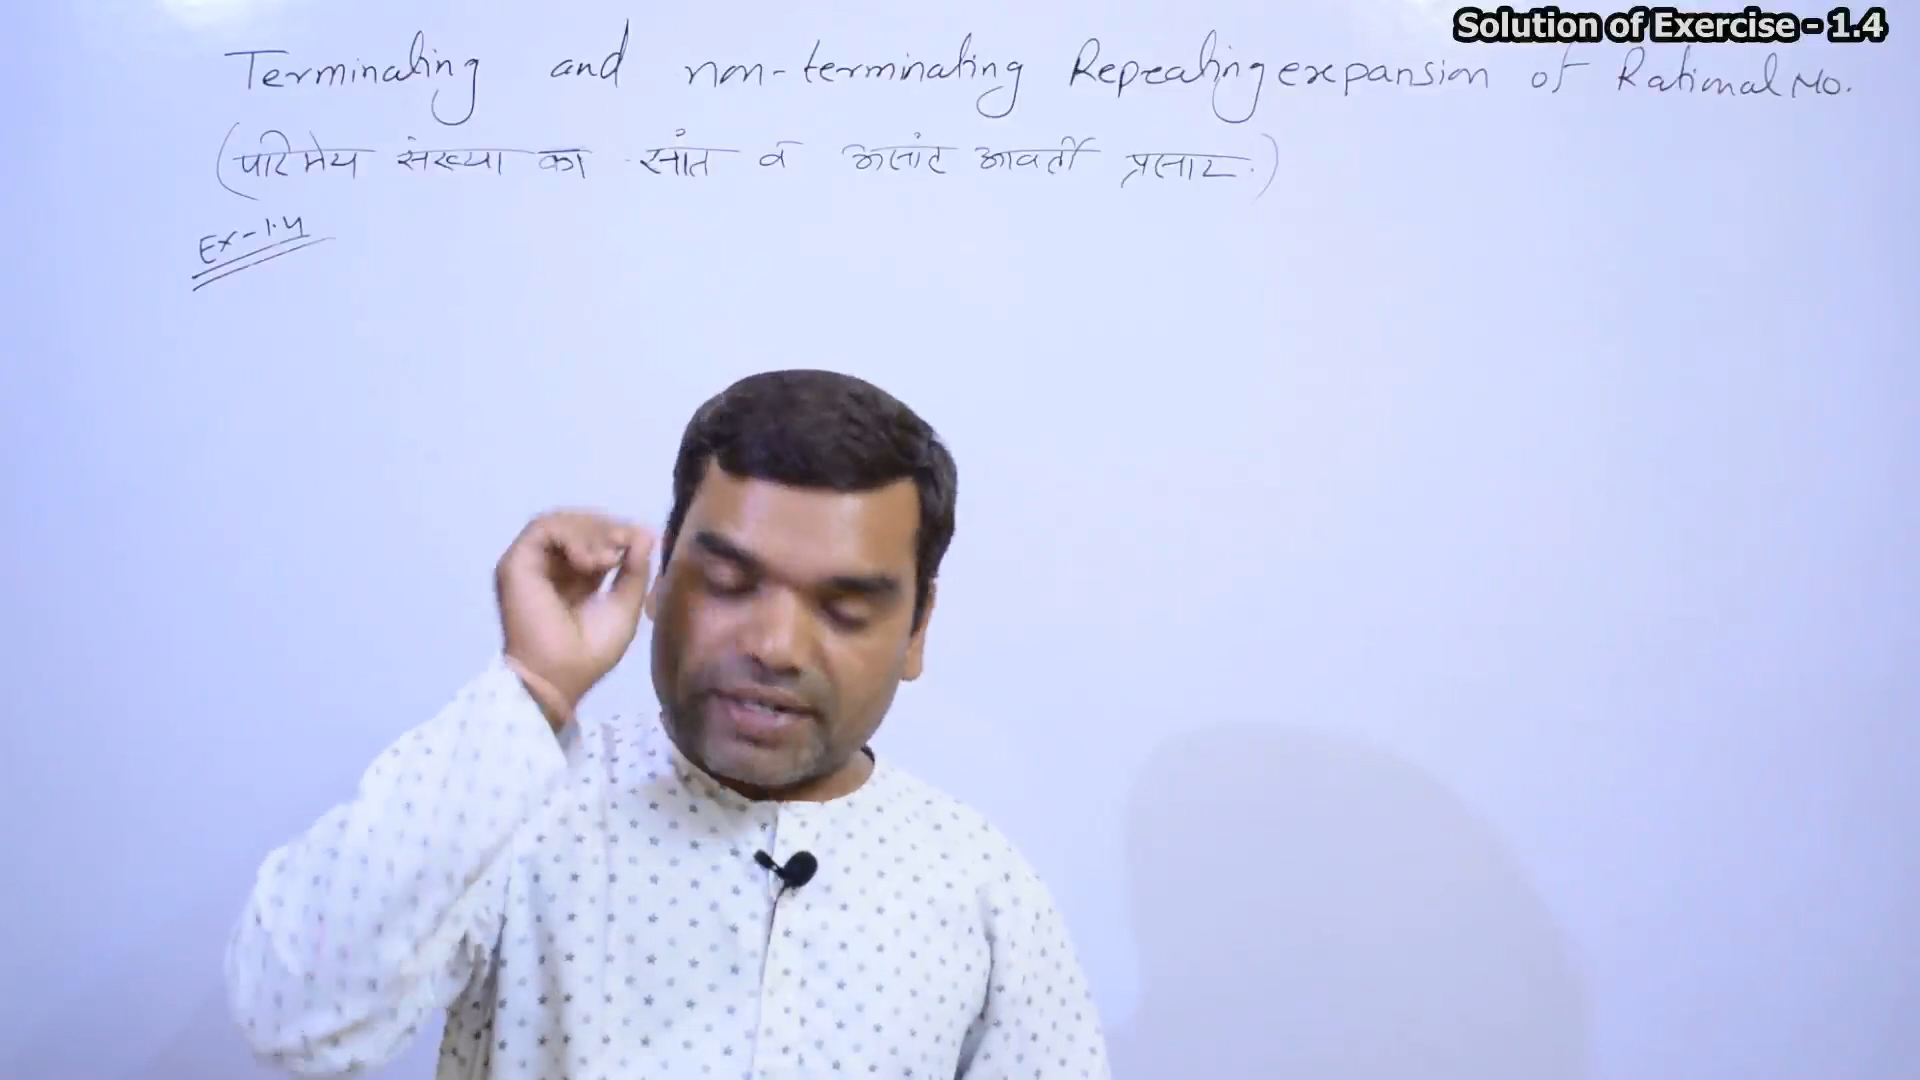 Solution of Exercise - 1.4
Terminating and non-terminating Repeating expansion of Rational No.
(परिमेय संख्या का सांत व असांत आवर्ती प्रसार.)
Ex-1.4